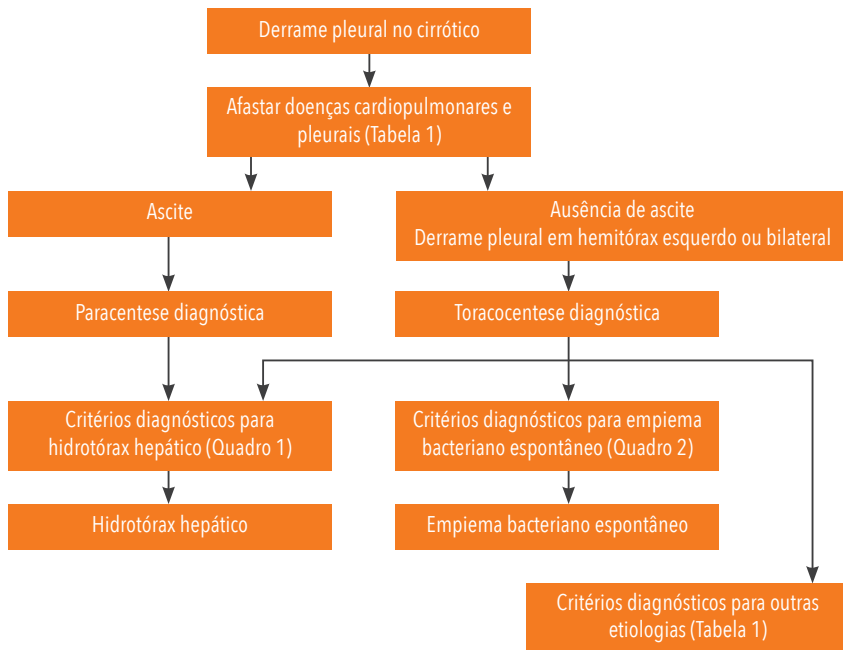 Derrame pleural no cirrótico
Afastar doenças cardiopulmonares e
pleurais (Tabela 1)
Ascite
Ausência de ascite
Derrame pleural em hemitórax esquerdo ou bilateral
Paracentese diagnóstica
Toracocentese diagnóstica
Critérios diagnósticos para
hidrotórax hepático (Quadro 1)
Critérios diagnósticos para empiema
bacteriano espontâneo (Quadro 2)
Hidrotórax hepático
Empiema bacteriano espontâneo
Critérios diagnósticos para outras
etiologias (Tabela 1)